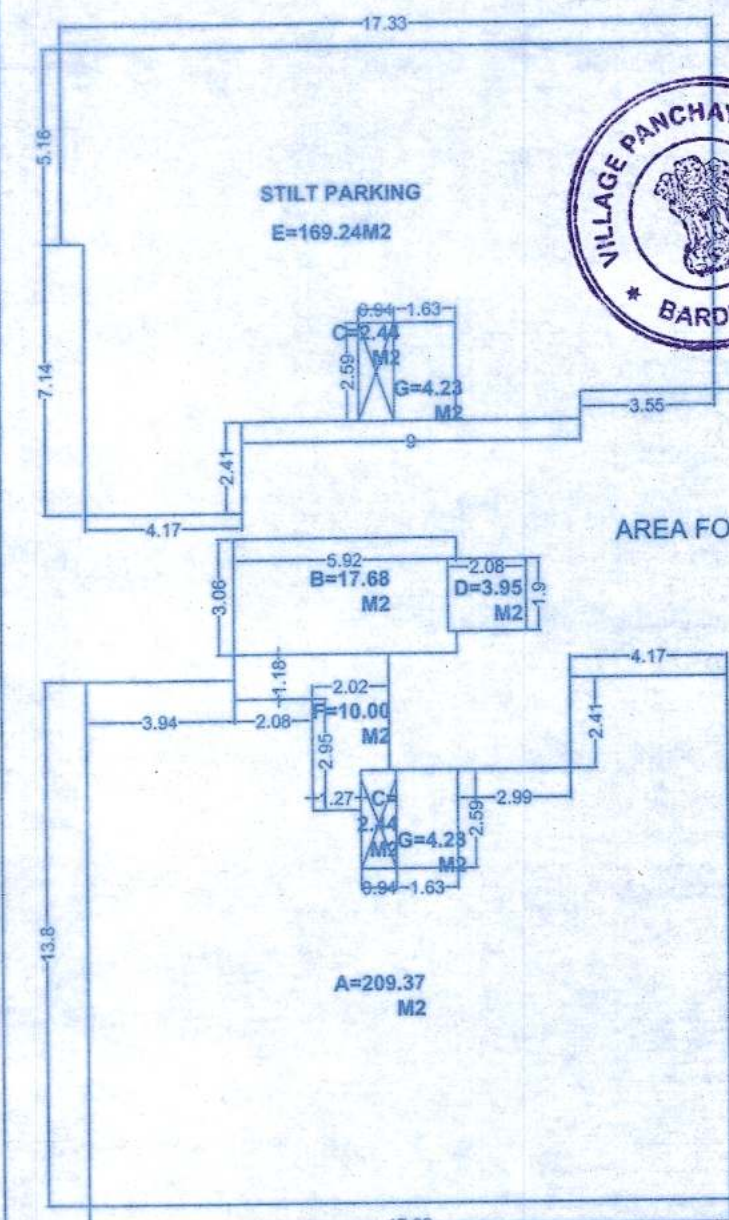 17.33
5.16
VILLAGE PANCHAY
BARD
STILT PARKING
E=169.24M2
0.94
1.63
C=2.44
M2
2.59
G=4.23
M2
7.14
3.55
9
2.41
4.17
AREA FO
5.92
2.08
B=17.68
M2
D=3.95
M2
1.9
3.06
1.18
4.17
2.02
3.94
2.08
F=10.00
M2
2.41
2.95
1.27
C=
2.44
M2
2.99
G=4.23
M2
2.59
0.94
1.63
13.8
A=209.37
M2